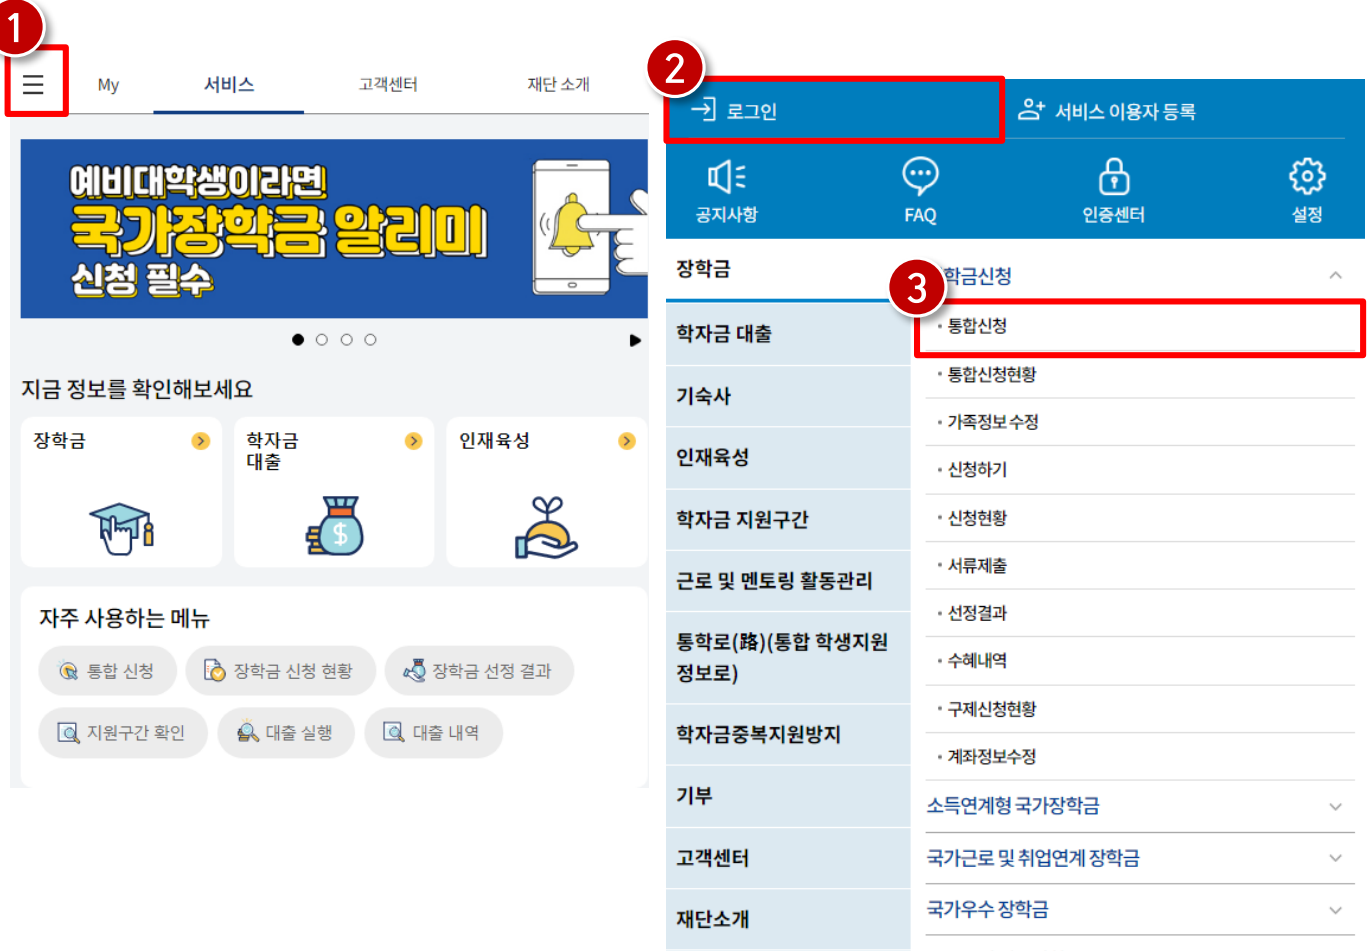 1
My
서비스
고객센터
재단 소개
예비대학생이라면
국가장학금 알리미
신청 필수
지금 정보를 확인해보세요
장학금
학자금
대출
인재육성
자주 사용하는 메뉴
통합 신청
장학금 신청 현황
장학금 선정 결과
지원구간 확인
대출 실행
대출 내역
2
로그인
서비스 이용자 등록
공지사항
FAQ
인증센터
설정
장학금
학자금 대출
기숙사
인재육성
학자금 지원구간
근로 및 멘토링 활동관리
통학로(路)(통합 학생지원
정보로)
학자금중복지원방지
기부
고객센터
재단소개
3
학금신청
통합신청
통합신청현황
가족정보 수정
신청하기
신청현황
서류제출
선정결과
수혜내역
구제신청현황
계좌정보수정
소득연계형 국가장학금
국가근로 및 취업연계 장학금
국가우수 장학금